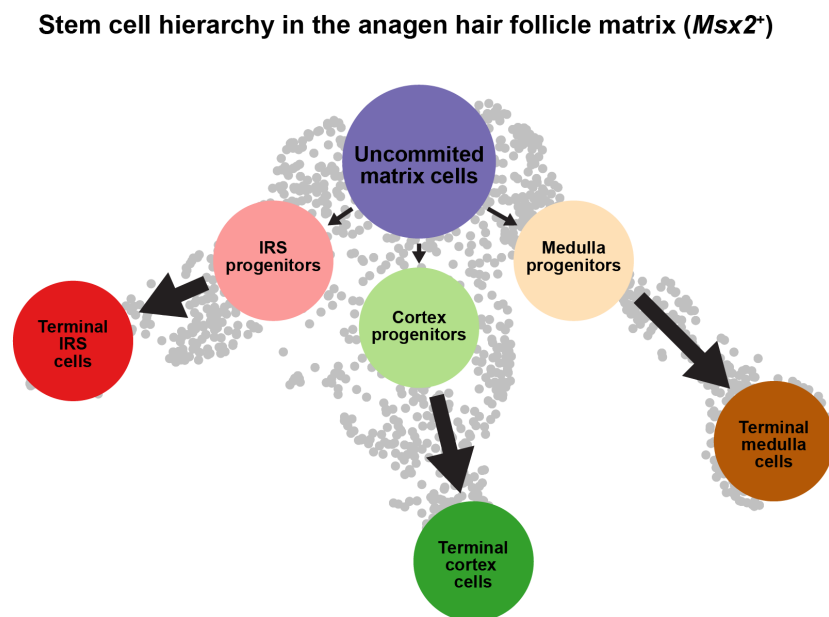 Stem cell hierarchy in the anagen hair follicle matrix (Msx2+)
Uncommited
matrix cells
IRS
progenitors
Medulla
progenitors
Cortex
progenitors
Terminal
IRS
cells
Terminal
medulla
cells
Terminal
cortex
cells